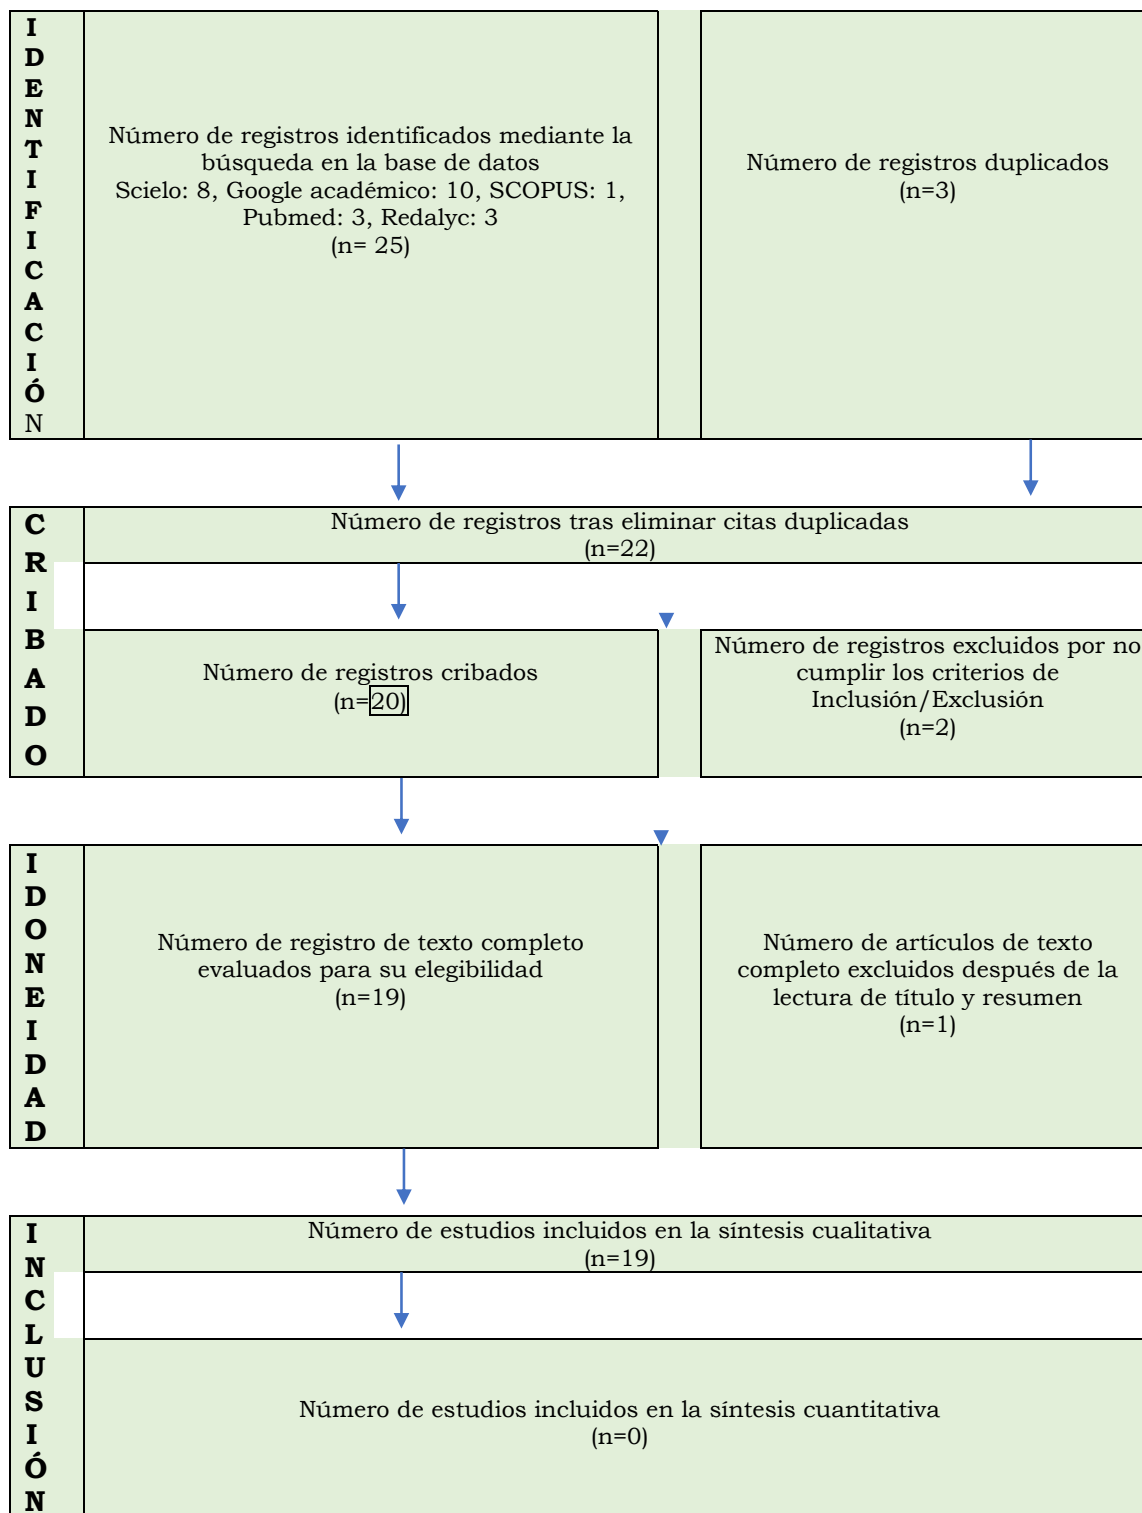 IDENTIFICACIÓN
Número de registros identificados mediante la
búsqueda en la base de datos
Scielo: 8, Google académico: 10, SCOPUS: 1,
Pubmed: 3, Redalyc: 3
(n= 25)
Número de registros duplicados
(n=3)
CRIBADO
Número de registros tras eliminar citas duplicadas
(n=22)
Número de registros cribados
(n=20)
Número de registros excluidos por no
cumplir los criterios de
Inclusión/Exclusión
(n=2)
IDONEIDAD
Número de registro de texto completo
evaluados para su elegibilidad
(n=19)
Número de artículos de texto
completo excluidos después de la
lectura de título y resumen
(n=1)
INCLUSIÓN
Número de estudios incluidos en la síntesis cualitativa
(n=19)
Número de estudios incluidos en la síntesis cuantitativa
(n=0)